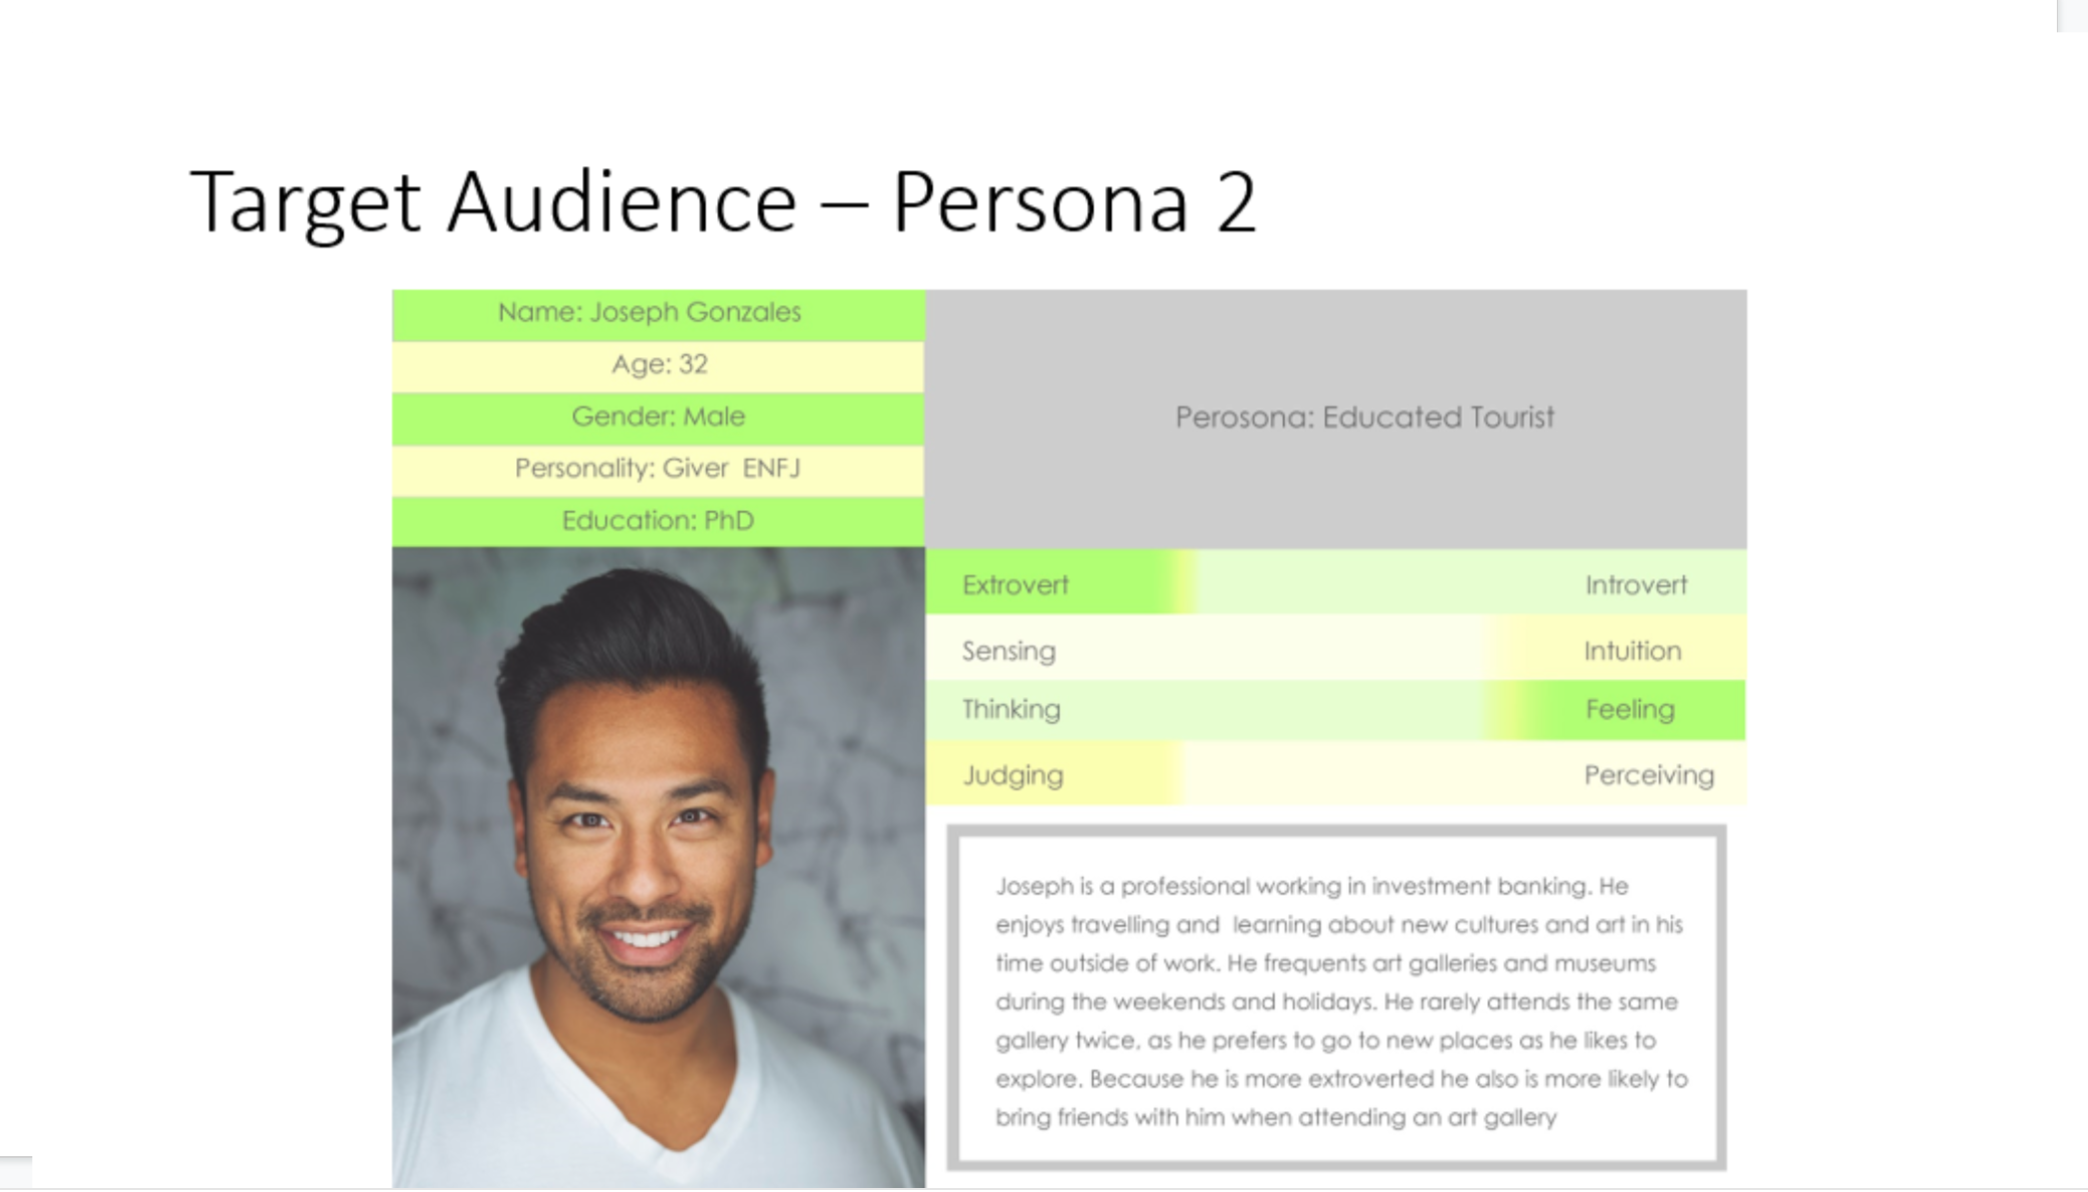 Target Audience – Persona 2
Name: Joseph Gonzales
Age: 32
Gender: Male
Personality: Giver  ENFJ
Education: PhD
Perosona: Educated Tourist
Extrovert
Introvert
Sensing
Intuition
Thinking
Feeling
Judging
Perceiving
Joseph is a professional working in investment banking. He
enjoys travelling and  learning about new cultures and art in his
time outside of work. He frequents art galleries and museums
during the weekends and holidays. He rarely attends the same
gallery twice, as he prefers to go to new places as he likes to
explore. Because he is more extroverted he also is more likely to
bring friends with him when attending an art gallery